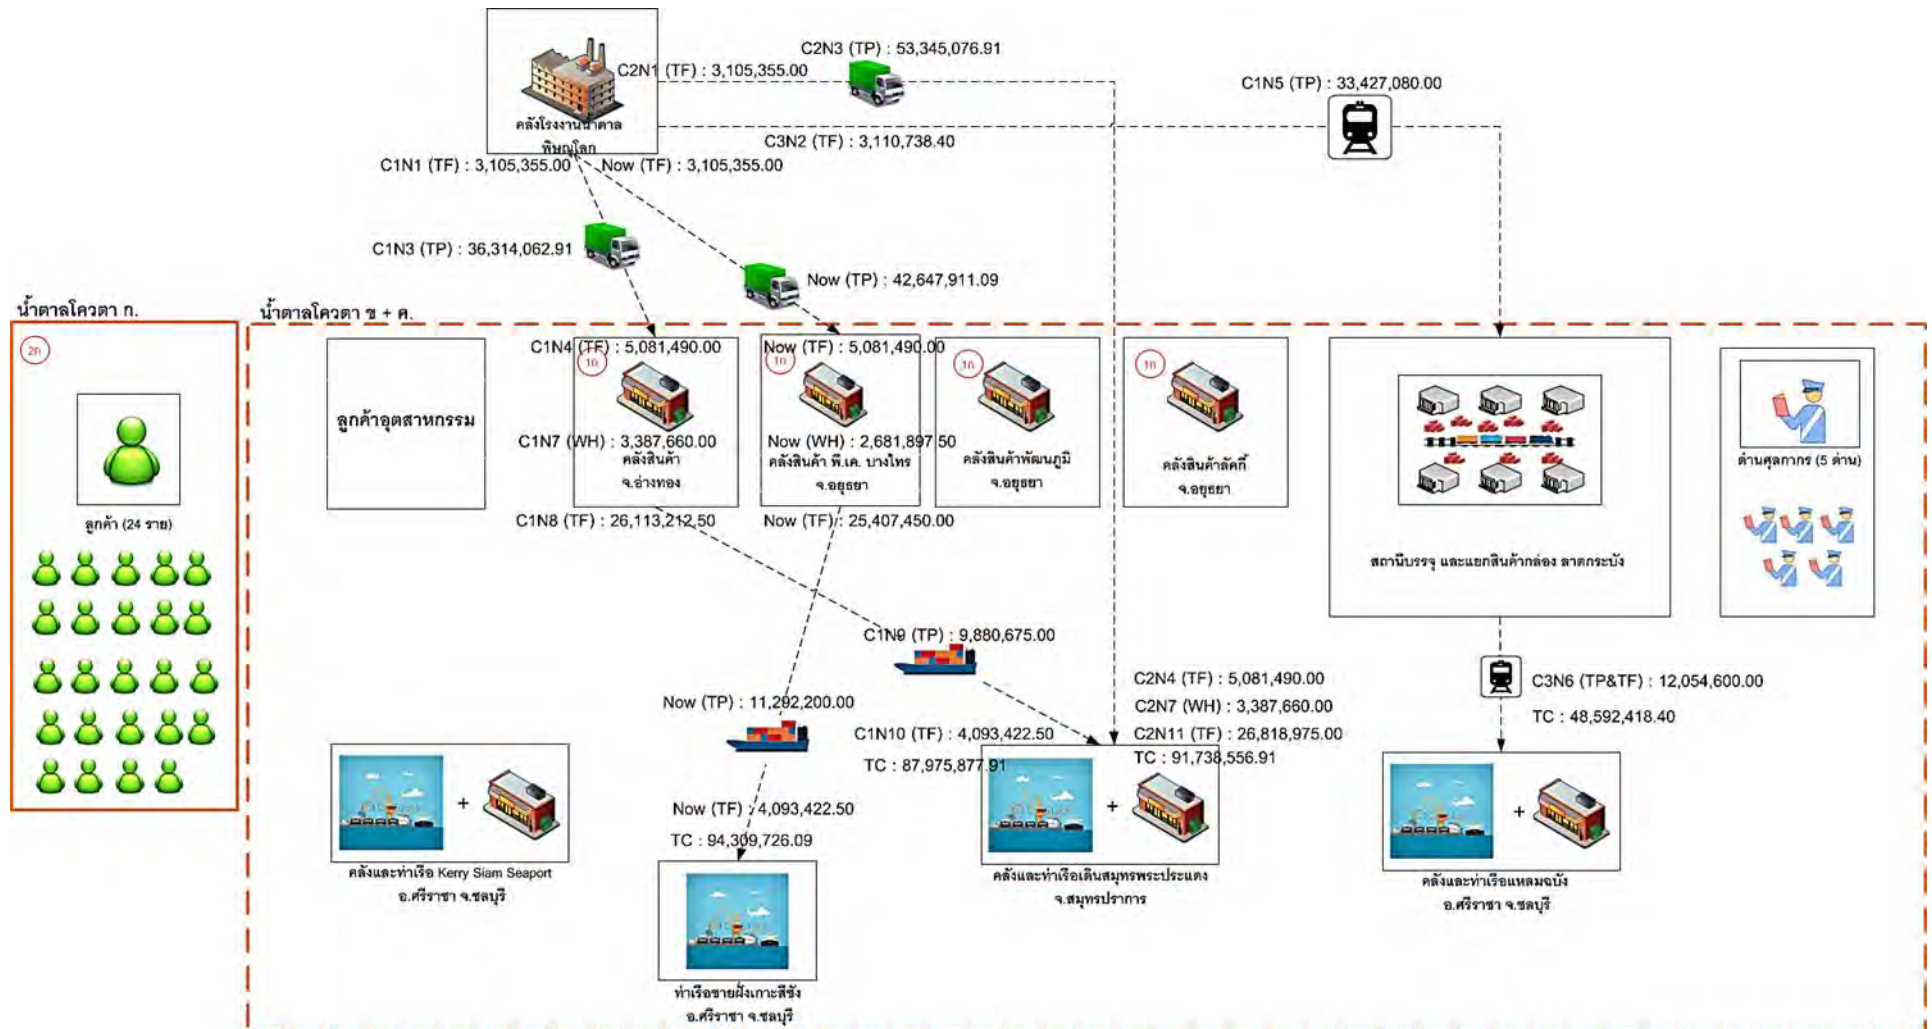 C2N3 (TP) : 53,345,076.91
C2N1 (TF) : 3,105,355.00
C1N5 (TP) : 33,427,080.00
คลังโรงงานน้ำตาล
พิษณุโลก
C3N2 (TF) : 3,110,738.40
C1N1 (TF) : 3,105,355.00
Now (TF) : 3,105,355.00
C1N3 (TP) : 36,314,062.91
Now (TP) : 42,647,911.09
น้ำตาลโควตา ก.
น้ำตาลโควตา ข + ค.
2ก
ลูกค้า (24 ราย)
ลูกค้าอุตสาหกรรม
C1N4 (TF) : 5,081,490.00
1ก
C1N7 (WH) : 3,387,660.00
คลังสินค้า
จ.อ่างทอง
C1N8 (TF) : 26,113,212.50
Now (TF) : 5,081,490.00
1ก
Now (WH) : 2,681,897.50
คลังสินค้า พี.เค. บางไทร
จ.อยุธยา
Now (TF) : 25,407,450.00
1ก
คลังสินค้าพัฒนภูมิ
จ.อยุธยา
1ก
คลังสินค้าลัคกี้
จ.อยุธยา
สถานีบรรจุ และแยกสินค้ากล่อง ลาดกระบัง
ด่านศุลกากร (5 ด่าน)
C1N9 (TP) : 9,880,675.00
Now (TP) : 11,292,200.00
C2N4 (TF) : 5,081,490.00
C2N7 (WH) : 3,387,660.00
C2N11 (TF) : 26,818,975.00
TC : 91,738,556.91
C3N6 (TP&TF) : 12,054,600.00
TC : 48,592,418.40
C1N10 (TF) : 4,093,422.50
TC : 87,975,877.91
Now (TF) : 4,093,422.50
TC : 94,309,726.09
+
คลังและท่าเรือ Kerry Siam Seaport
อ.ศรีราชา จ.ชลบุรี
+
คลังและท่าเรือเดินสมุทรพระประแดง
จ.สมุทรปราการ
+
คลังและท่าเรือแหลมฉบัง
อ.ศรีราชา จ.ชลบุรี
ท่าเรือชายฝั่งเกาะสีชัง
อ.ศรีราชา จ.ชลบุรี